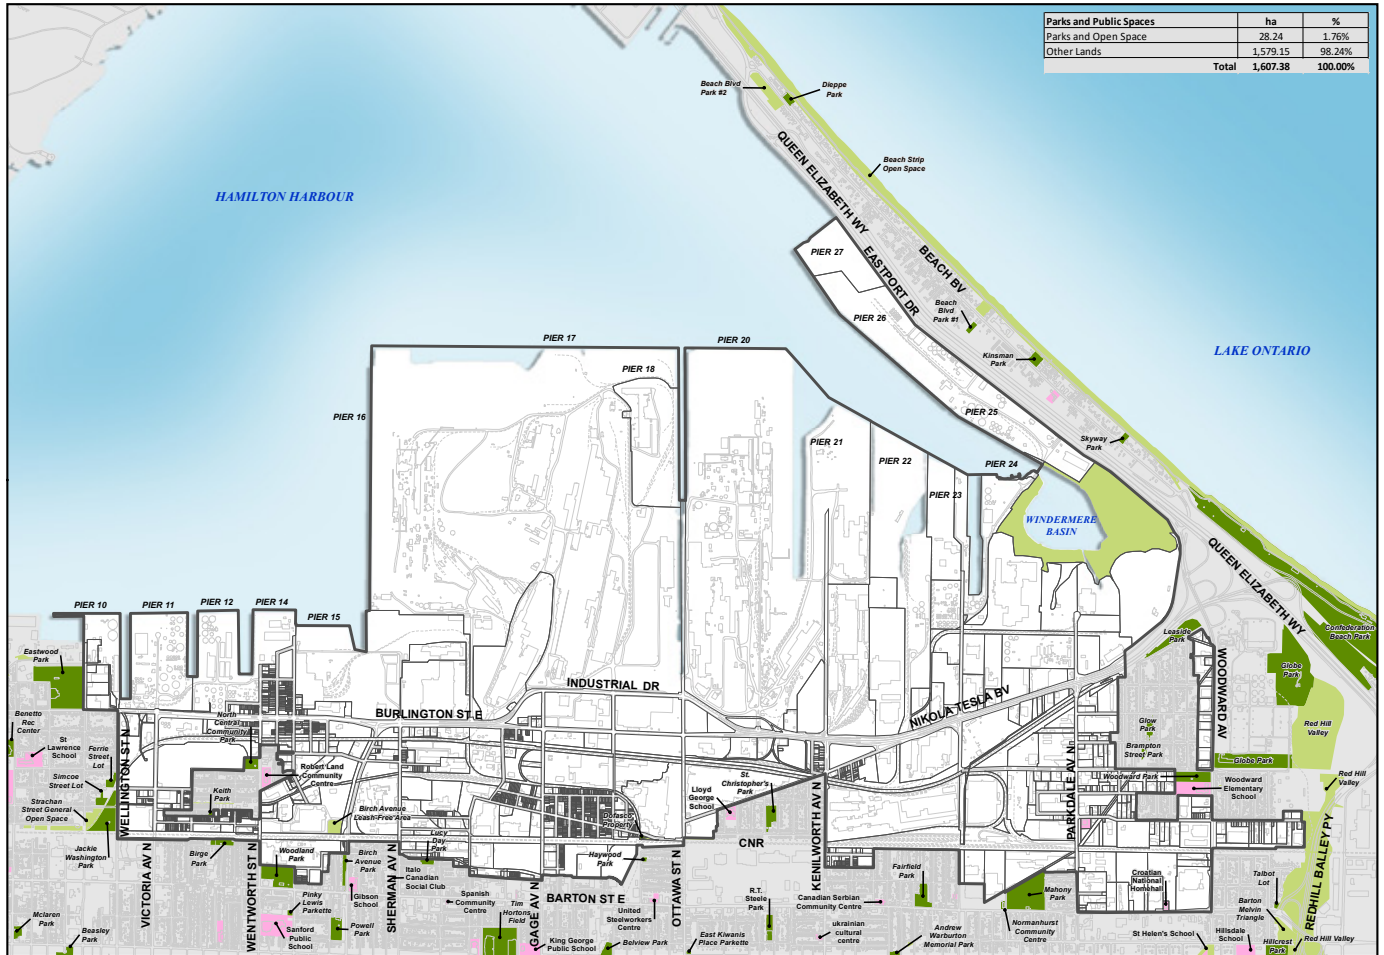 Parks and Public Spaces ha %
Parks and Open Space 28.24 1.76%
Other Lands 1,579.15 98.24%
Total 1,607.38 100.00%
Beach Blvd
Park #2
Dieppe
Park
QUEEN ELIZABETH WY
Beach Strip
Open Space
HAMILTON HARBOUR
PIER 27
EASTPORT DR
BEACH BV
PIER 26
Beach
Blvd
Park #1
Kinsman
Park
LAKE ONTARIO
PIER 17
PIER 20
PIER 18
PIER 16
PIER 25
PIER 21
Skyway
Park
PIER 22
PIER 24
PIER 23
WINDERMERE
BASIN
QUEEN ELIZABETH WY
PIER 10
PIER 11
PIER 12
PIER 14
PIER 15
Confederation
Beach Park
Leaside
Park
Eastwood
Park
WOODWARD AV
Globe
Park
INDUSTRIAL DR
BURLINGTON ST E
NIKOLA TESLA BV
Benetto
Rec
Center
North
Central
Community
Park
Glow
Park
Red Hill
Valley
St
Lawrence
School
Ferrie
Street
Lot
WELLINGTON ST N
Brampton
Street Park
Globe Park
PARKDALE AV N
Robert Land
Community
Centre
St.
Christopher's
Park
Woodward Park
Woodward
Elementary
School
Red Hill
Valley
Simcoe
Street Lot
Keith
Park
Lloyd
George
School
KENILWORTH AV N
Strachan
Street General
Open Space
Birch Avenue
Leash-Free Area
Dofasco
Property
Lucy
Day
Park
CNR
Jackie
Washington
Park
VICTORIA AV N
Birge
Park
WENTWORTH ST N
Woodland
Park
Birch
Avenue
Park
SHERMAN AV N
Italo
Canadian
Social Club
Haywood
Park
OTTAWA ST N
REDHILL BALLEY PY
Gibson
School
Spanish
Community
Centre
GAGE AV N
BARTON ST E
Fairfield
Park
Mahony
Park
Croatian
National
Homehall
Talbot
Lot
Pinky
Lewis
Parkette
Tim
Hortons
Field
United
Steelworkers
Centre
R.T.
Steele
Park
Canadian Serbian
Community Centre
Barton
Melvin
Triangle
Mclaren
Park
Beasley
Park
Sanford
Public
School
Powell
Park
King George
Public School
Belview Park
East Kiwanis
Place Parkette
ukrainian
cultural
centre
Andrew
Warburton
Memorial Park
Normanhurst
Community
Centre
St Helen's School
Hillsdale
School
Hillcrest
Park
Red Hill Valley